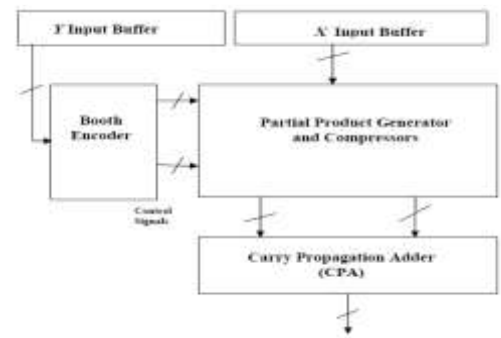 Y Input Buffer
X Input Buffer
Booth
Encoder
Partial Product Generator
and Compressors
Control
Signals
Carry Propagation Adder
(CPA)